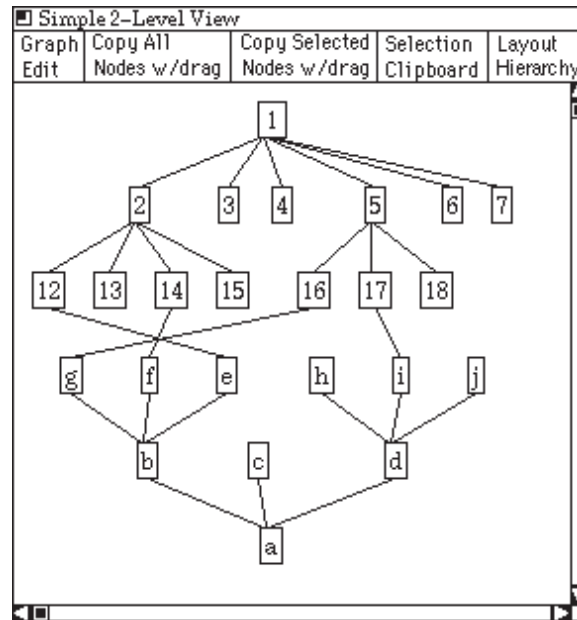 Simple 2-Level View
Graph Copy All Copy Selected Selection Layout
Edit Nodes w/drag Nodes w/drag Clipboard Hierarchy
1
2 3 4 5 6 7
12 13 14 15 16 17 18
g f e h i j
b c d
a